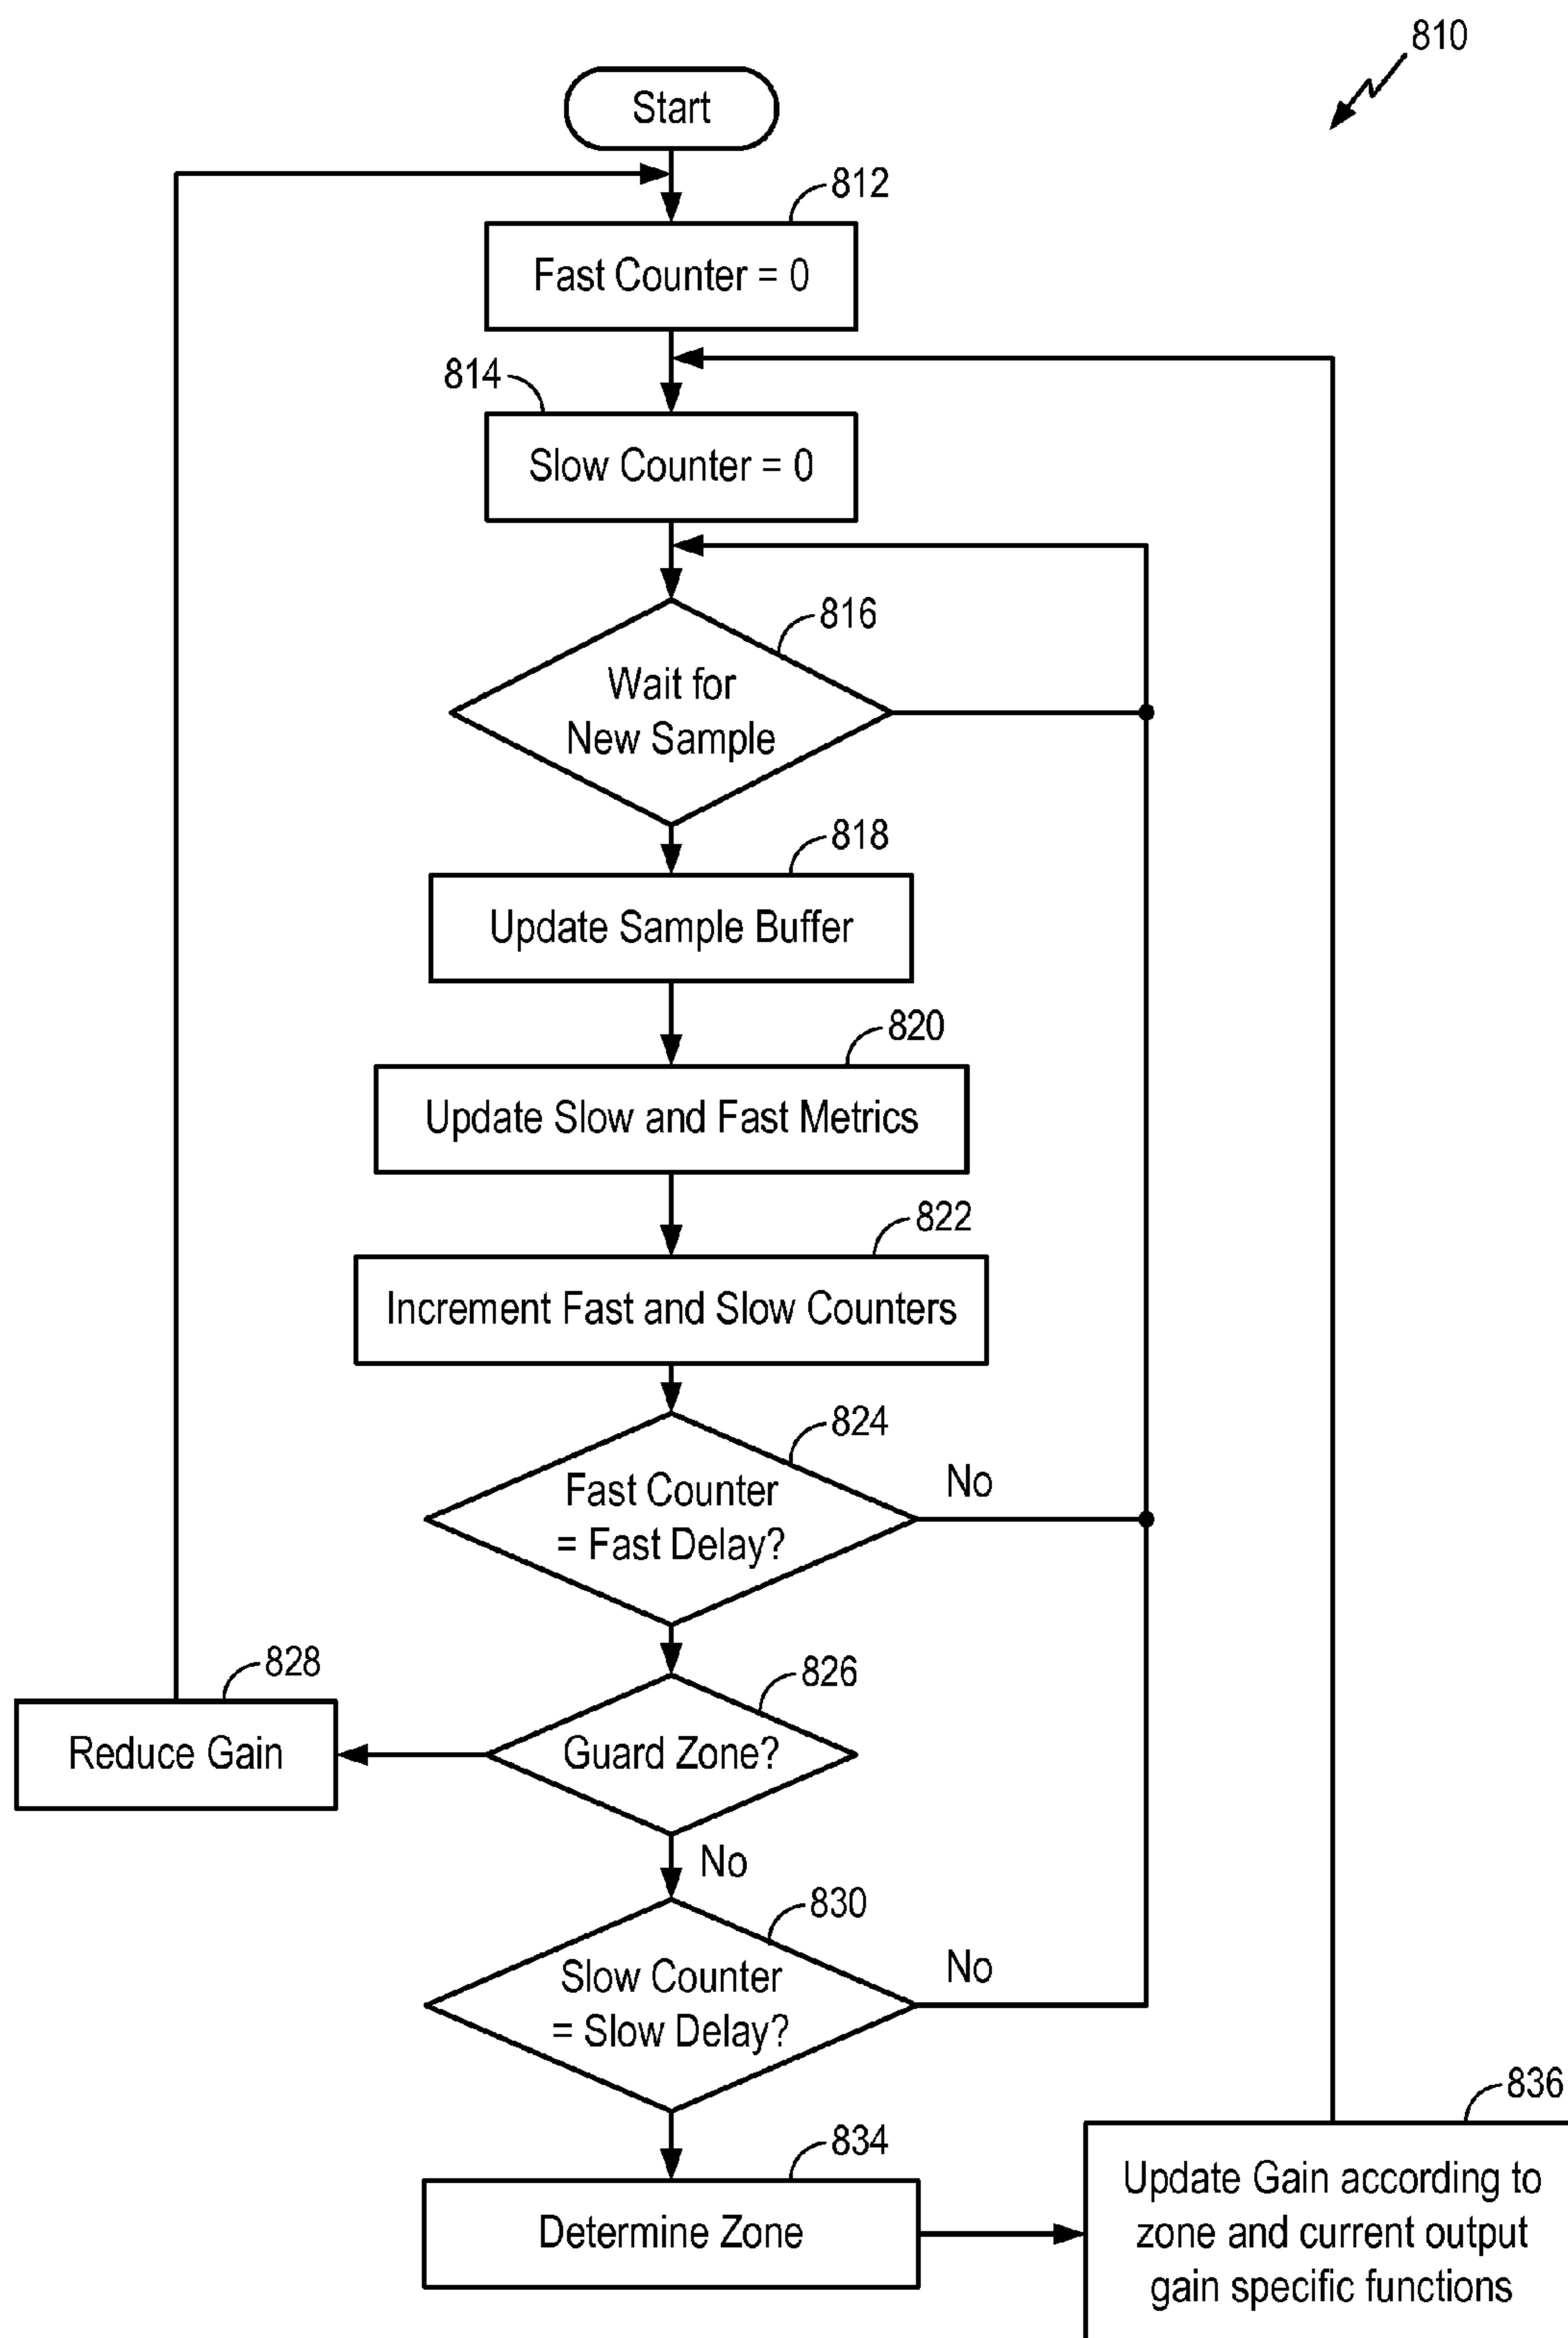 810
Start
812
Fast Counter = 0
814
Slow Counter = 0
816
Wait for
New Sample
818
Update Sample Buffer
820
Update Slow and Fast Metrics
822
Increment Fast and Slow Counters
824
Fast Counter
= Fast Delay?
No
828
Reduce Gain
826
Guard Zone?
No
830
Slow Counter
= Slow Delay?
No
834
Determine Zone
836
Update Gain according to
zone and current output
gain specific functions